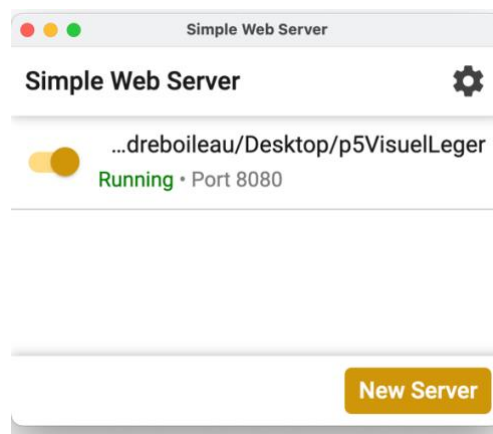 Simple Web Server
Simple Web Server
...dreboileau/Desktop/p5VisuelLeger
Running • Port 8080
New Server